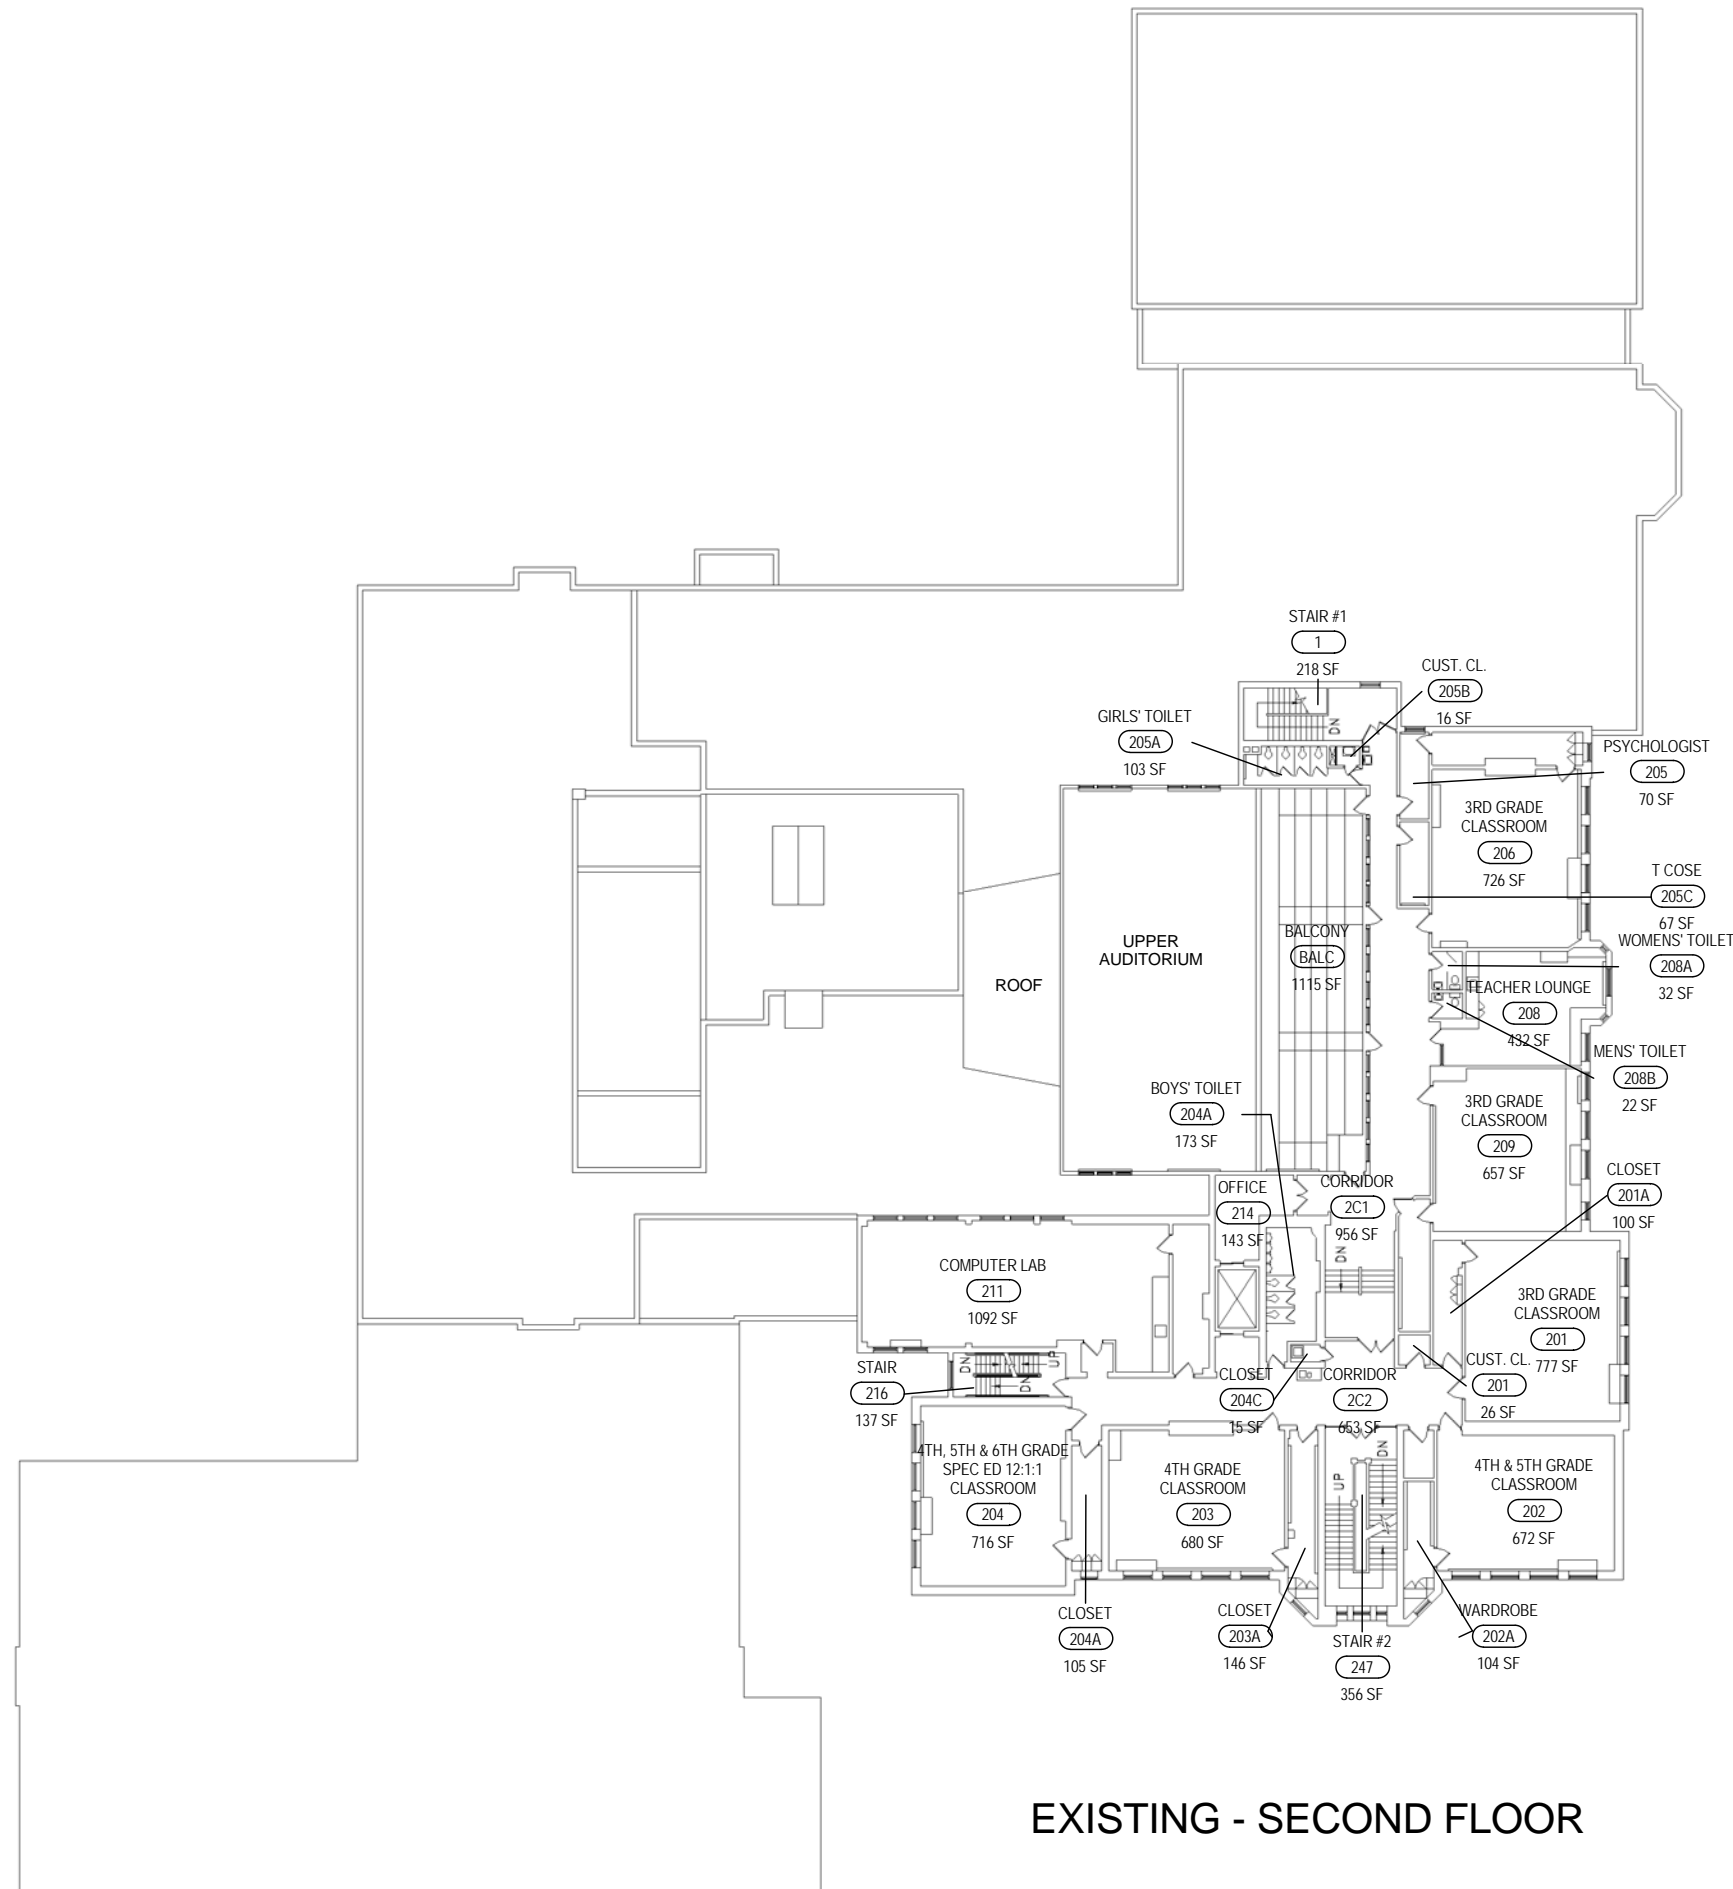 STAIR #1
1
218 SF
CUST. CL.
205B
16 SF
GIRLS' TOILET
205A
103 SF
DN
PSYCHOLOGIST
205
70 SF
3RD GRADE
CLASSROOM
206
726 SF
T COSE
205C
67 SF
UPPER
AUDITORIUM
BALCONY
BALC
1115 SF
WOMENS' TOILET
208A
32 SF
ROOF
TEACHER LOUNGE
208
432 SF
MENS' TOILET
208B
22 SF
BOYS' TOILET
204A
173 SF
3RD GRADE
CLASSROOM
209
657 SF
CLOSET
201A
100 SF
OFFICE
214
143 SF
CORRIDOR
2C1
956 SF
DN
COMPUTER LAB
211
1092 SF
3RD GRADE
CLASSROOM
201
777 SF
CUST. CL.
201
26 SF
STAIR
216
137 SF
DN
UP
DN
CLOSET
204C
15 SF
CORRIDOR
2C2
653 SF
4TH, 5TH & 6TH GRADE
SPEC ED 12:1:1
CLASSROOM
204
716 SF
4TH GRADE
CLASSROOM
203
680 SF
UP
DN
4TH & 5TH GRADE
CLASSROOM
202
672 SF
CLOSET
204A
105 SF
CLOSET
203A
146 SF
STAIR #2
247
356 SF
WARDROBE
202A
104 SF
EXISTING - SECOND FLOOR